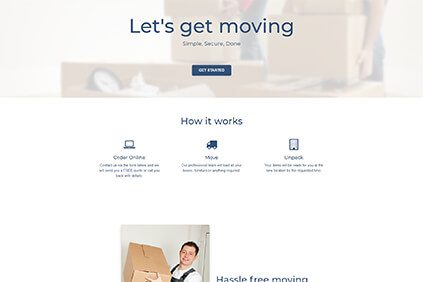 Let's get moving
Simple, Secure, Done
GET STARTED
How it works
Order Online
Move
Unpack
Contact us via the form below and we
will send you a FREE quote or call you
back with details
Our professional team will load all your
boxes, furniture or anything required
Your items will be ready for you at the
new location by the requested time
Hassle free moving